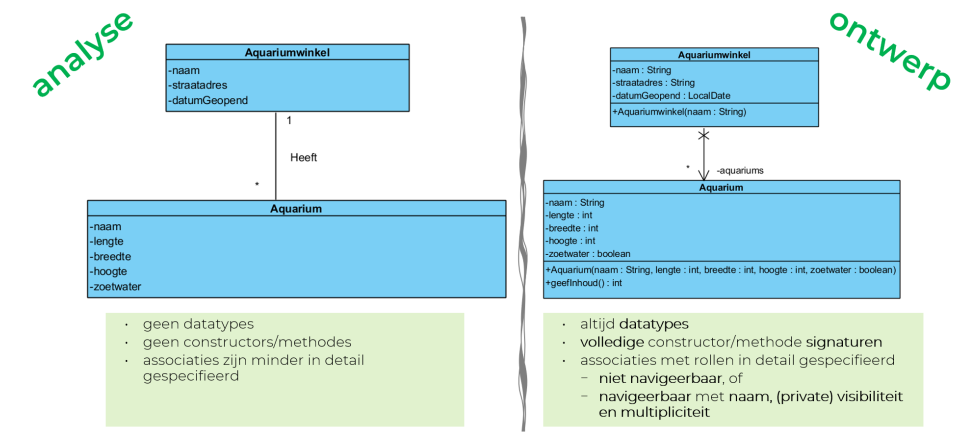 analyse
Aquariumwinkel
-naam
-straatadres
-datumGeopend
1
Heeft
*
Aquarium
-naam
-lengte
-breedte
-hoogte
-zoetwater
• geen datatypes
• geen constructors/methodes
• associaties zijn minder in detail
gespecifieerd
ontwerp
Aquariumwinkel
-naam : String
-straatadres : String
-datumGeopend : LocalDate
+Aquariumwinkel(naam : String)
*
-aquariums
Aquarium
-naam : String
-lengte : int
-breedte : int
-hoogte : int
-zoetwater : boolean
+Aquarium(naam : String, lengte : int, breedte : int, hoogte : int, zoetwater : boolean)
+geefInhoud() : int
• altijd datatypes
• volledige constructor/methode signaturen
• associaties met rollen in detail gespecifieerd
– niet navigeerbaar, of
– navigeerbaar met naam, (private) visibiliteit
en multipliciteit